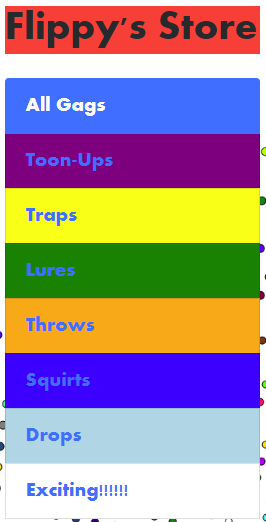 Flippy's Store
All Gags
Toon-Ups
Traps
Lures
Throws
Squirts
Drops
Exciting!!!!!!